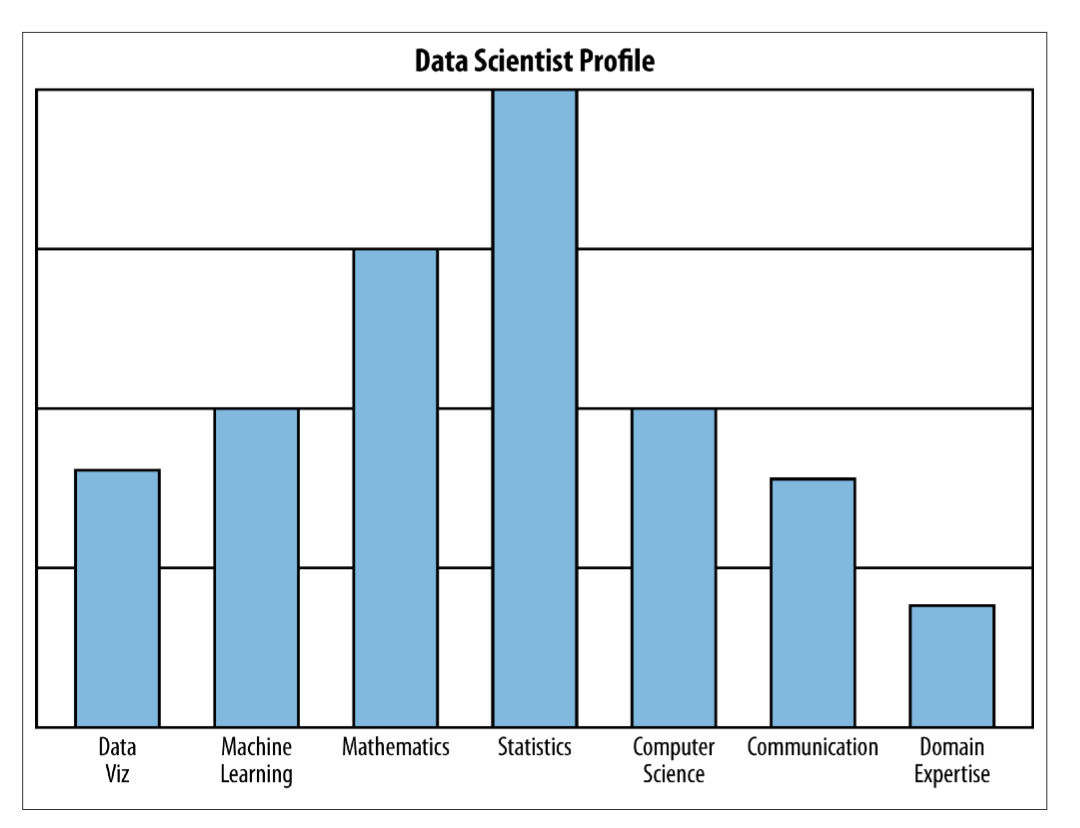 Data Scientist Profile
Data
Viz
Machine
Learning
Mathematics
Statistics
Computer
Science
Communication
Domain
Expertise